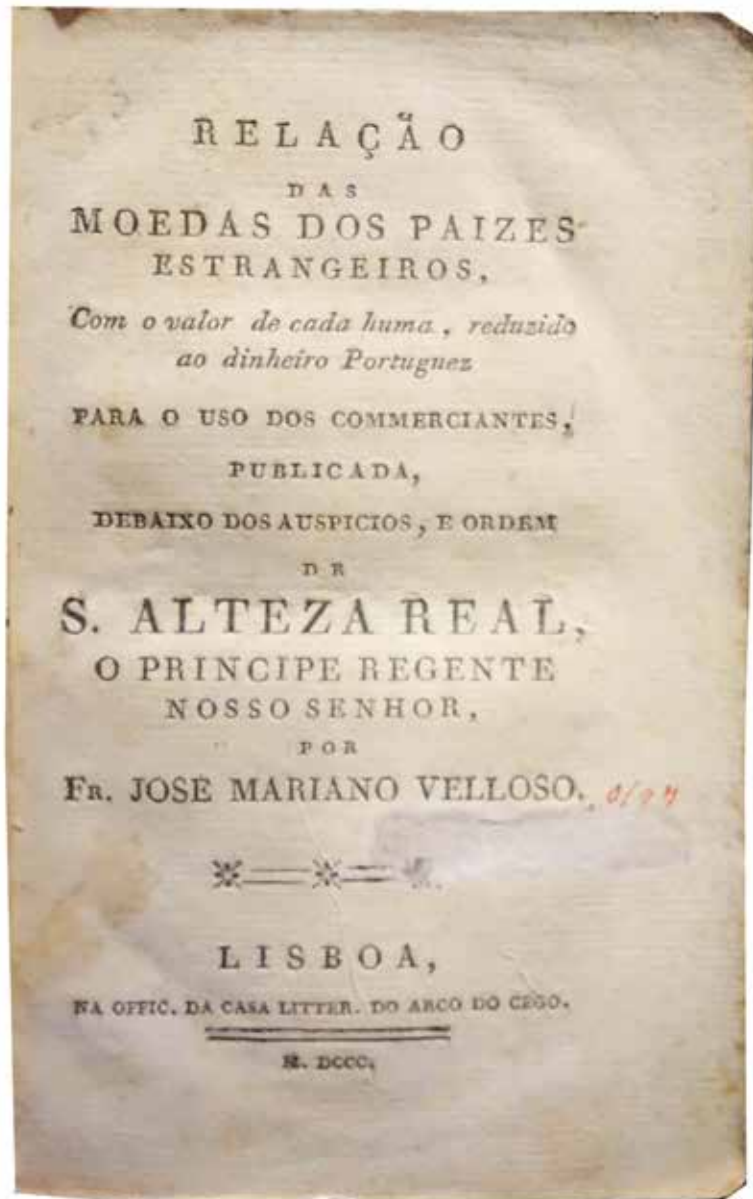 RELAÇÃO
DAS
MOEDAS DOS PAIZES
ESTRANGEIROS,
Com o valor de cada huma, reduzido
ao dinheiro Portuguez
PARA O USO DOS COMMERCIANTES,
PUBLICADA,
DEBAIXO DOS AUSPICIOS, E ORDEM
DE
S. ALTEZA REAL,
O PRINCIPE REGENTE
NOSSO SENHOR,
POR
FR. JOSE MARIANO VELLOSO.
LISBOA,
NA OFFIC. DA CASA LITTER. DO ARCO DO CEGO.
M. DCCC.